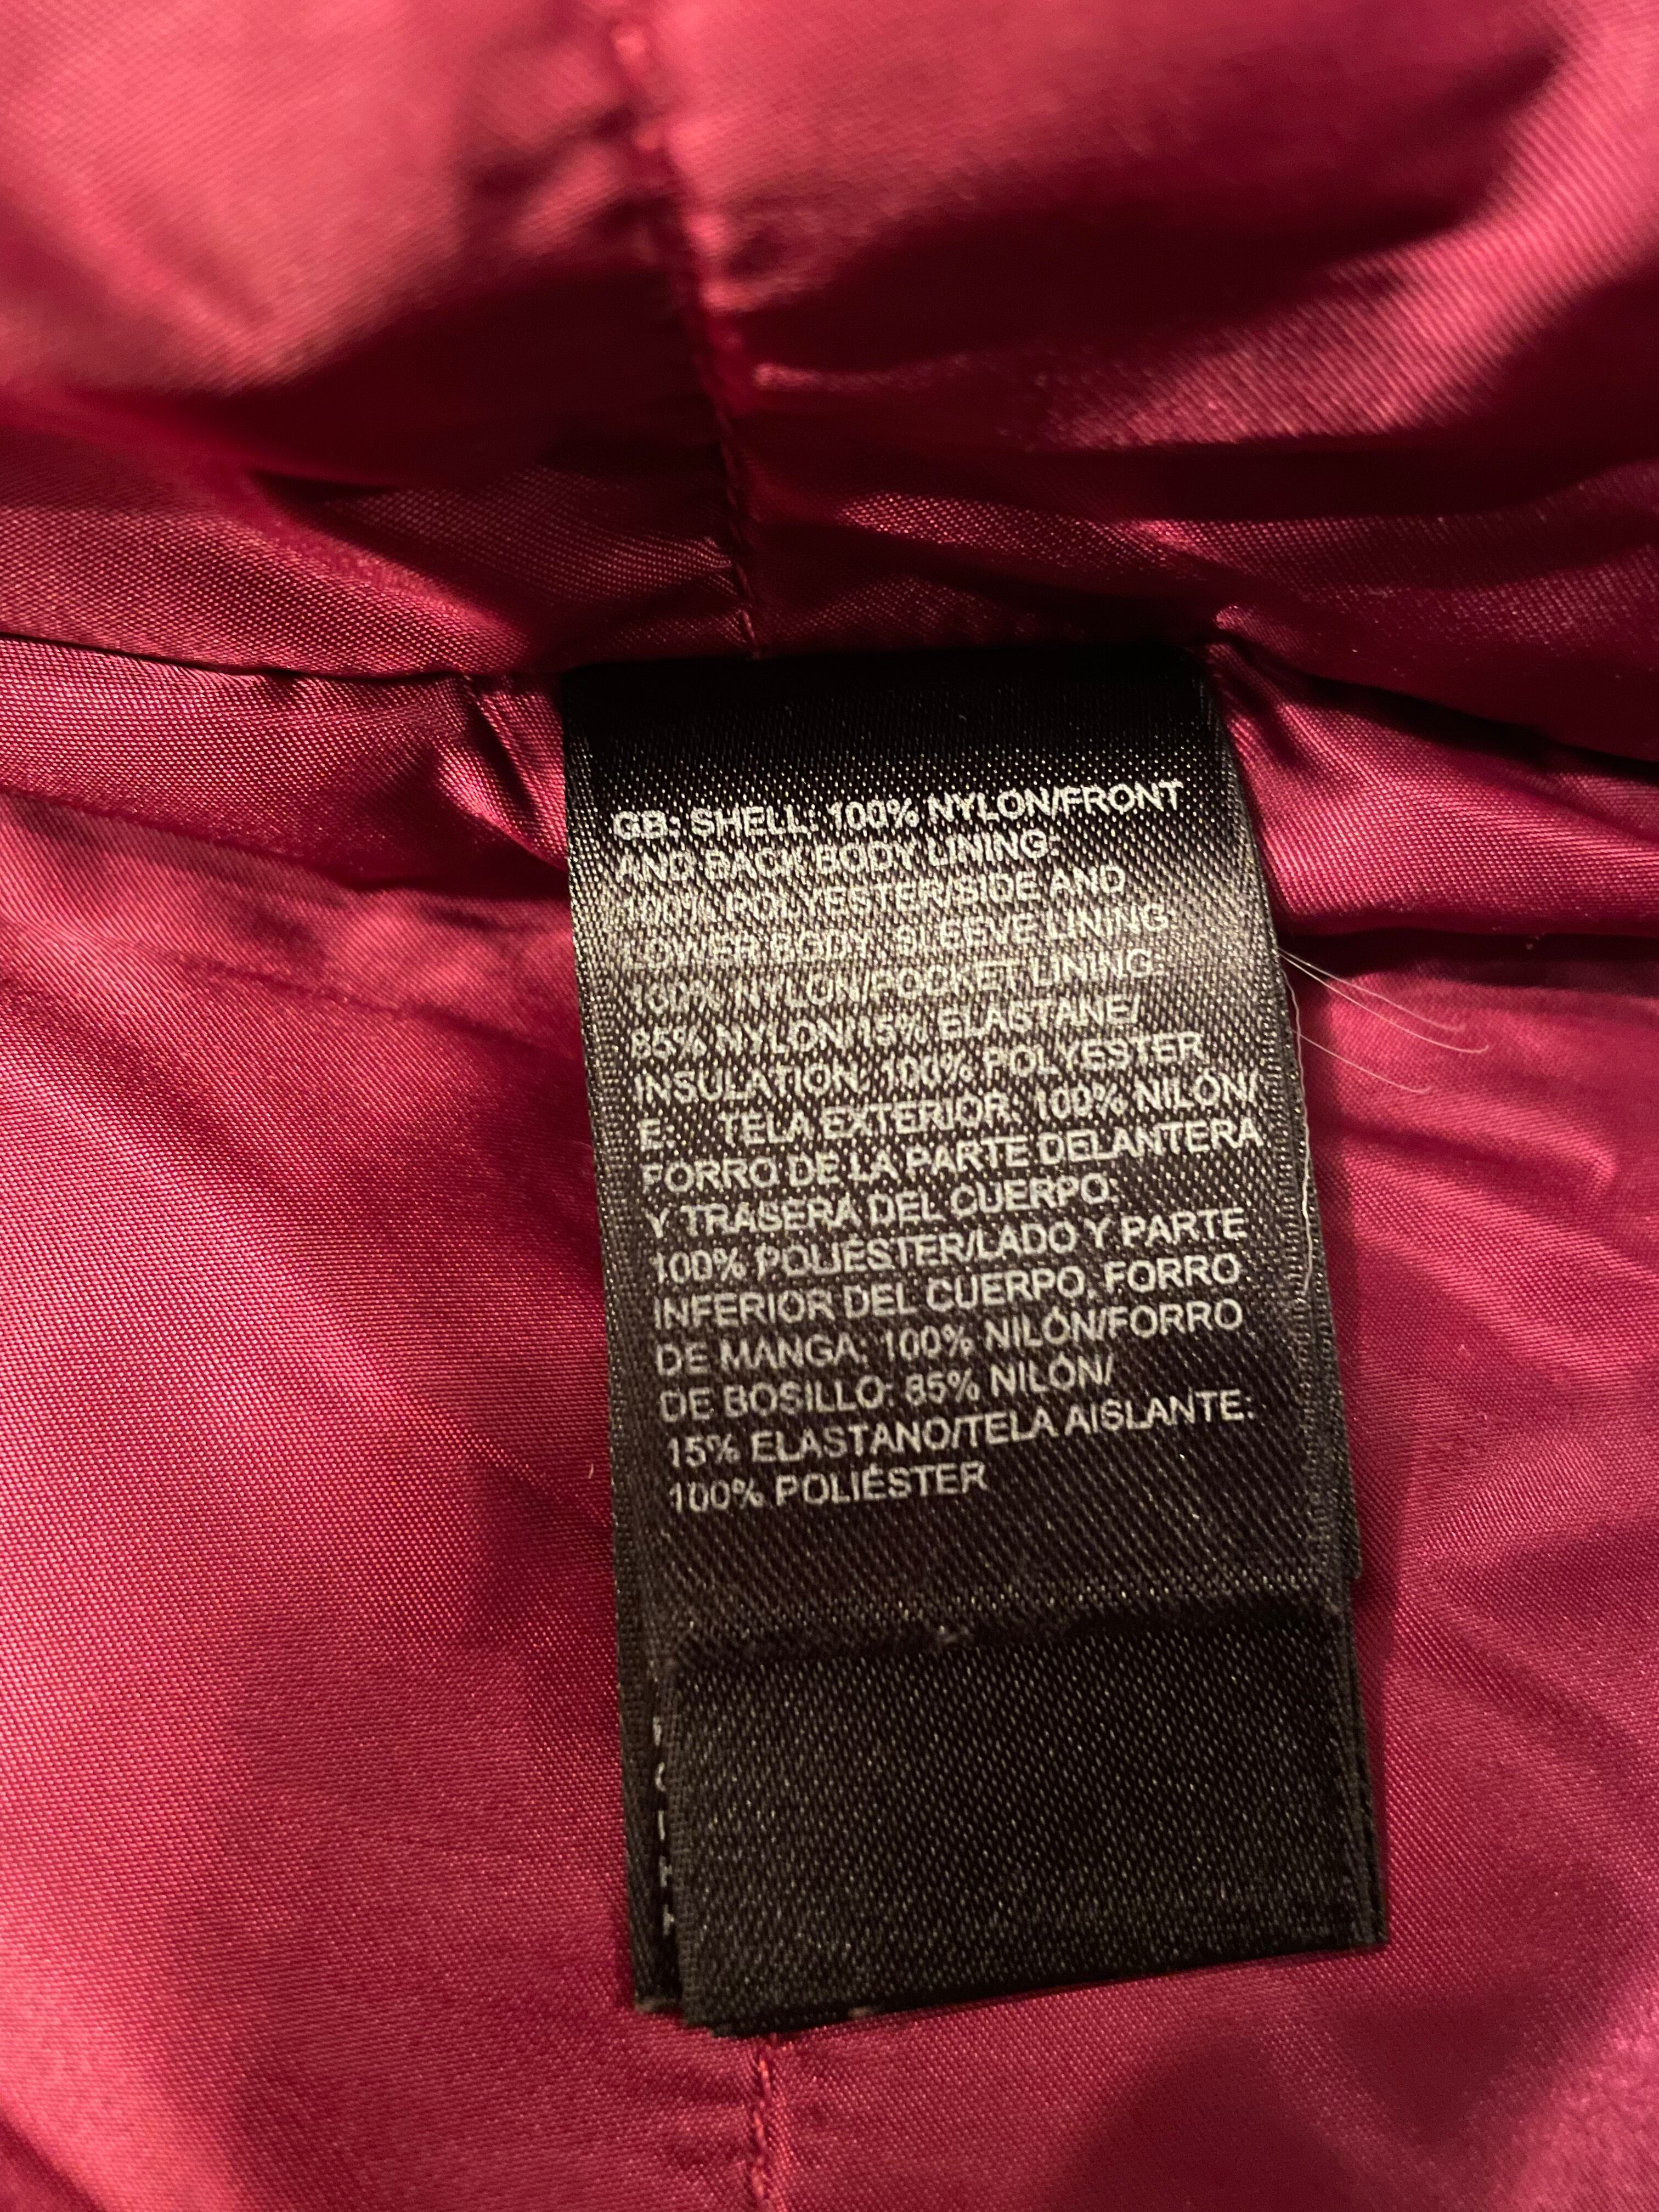 GB: SHELL: 100% NYLON/FRONT
AND BACK BODY LINING:
100% POLYESTER/SIDE AND
LOWER BODY, SLEEVE LINING:
100% NYLON/POCKET LINING:
85% NYLON/15% ELASTANE/
INSULATION: 100% POLYESTER
E: TELA EXTERIOR: 100% NILÓN/
FORRO DE LA PARTE DELANTERA
Y TRASERA DEL CUERPO:
100% POLIÉSTER/LADO Y PARTE
INFERIOR DEL CUERPO, FORRO
DE MANGA: 100% NILÓN/FORRO
DE BOSILLO: 85% NILÓN/
15% ELASTANO/TELA AISLANTE:
100% POLIÉSTER